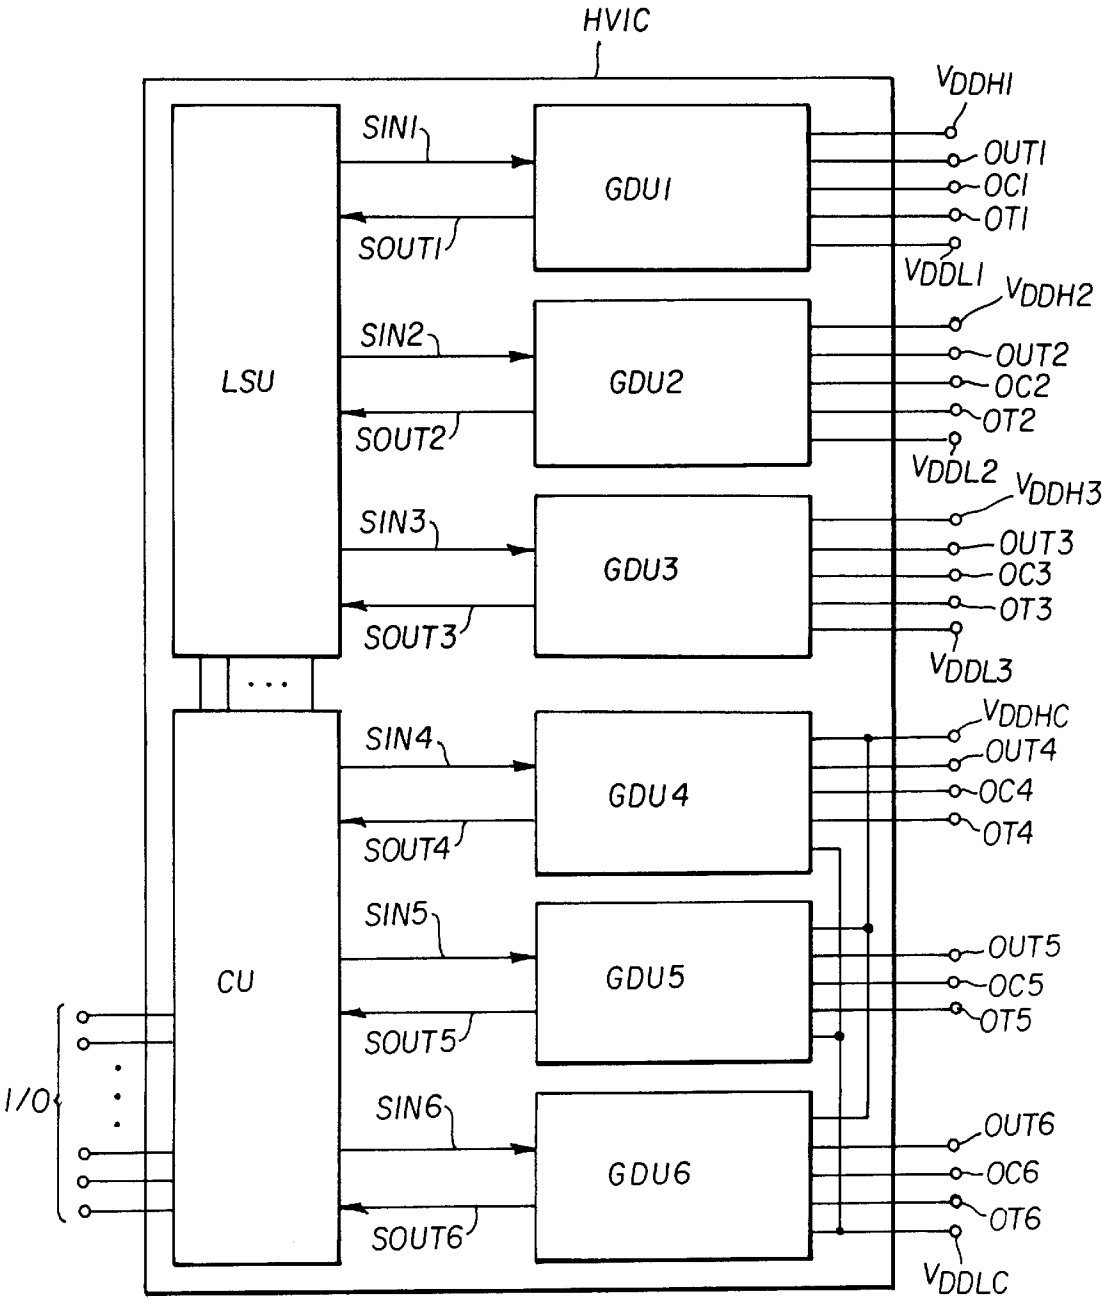 HVIC
VDDH1
SIN1
OUT1
GDU1
OC1
OT1
SOUT1
VDDL1
VDDH2
SIN2
OUT2
LSU
GDU2
OC2
OT2
SOUT2
VDDL2
VDDH3
SIN3
OUT3
GDU3
OC3
OT3
SOUT3
VDDL3
...
VDDHC
SIN4
OUT4
GDU4
OC4
OT4
SOUT4
SIN5
OUT5
CU
GDU5
OC5
OT5
SOUT5
I/O
SIN6
OUT6
GDU6
OC6
OT6
SOUT6
VDDLC